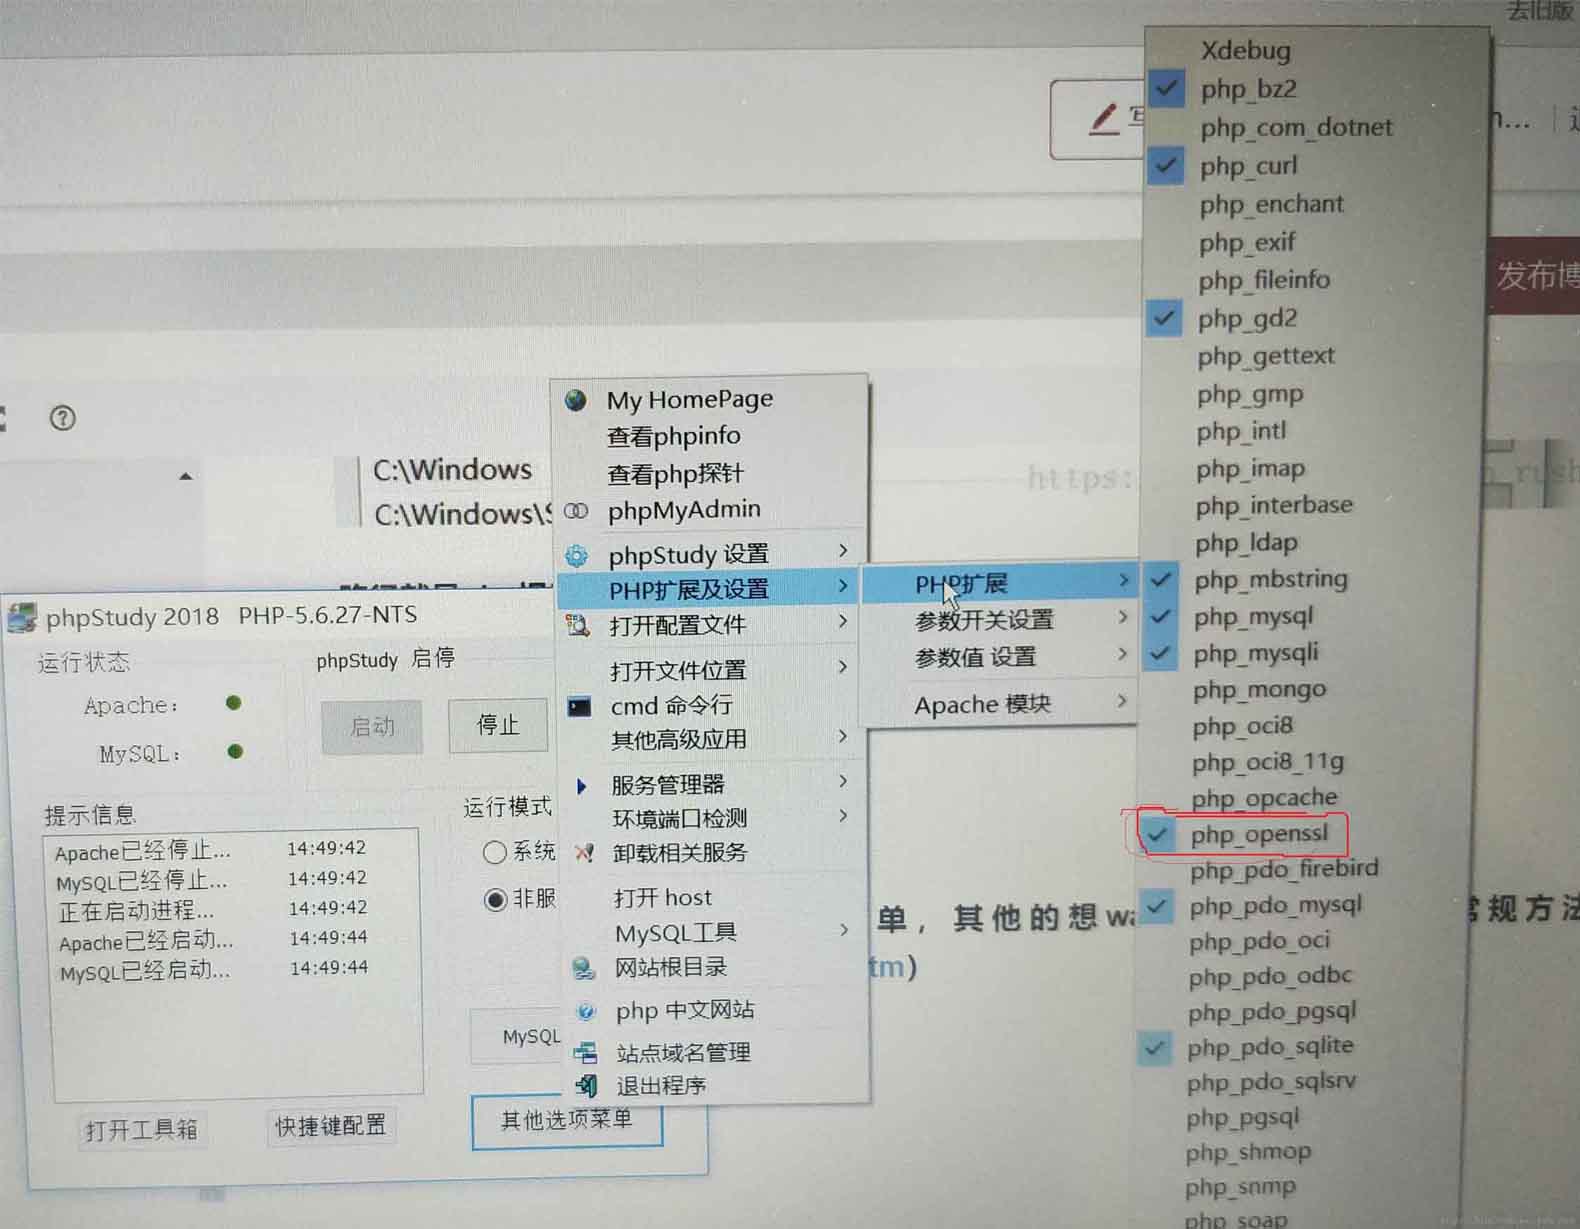 去旧版
写
发布博
C:\Windows
C:\Windows\S
https:
rush
单，其他的想wa
常规方法
tm)
phpStudy 2018 PHP-5.6.27-NTS
运行状态
Apache:
MySQL:
phpStudy 启停
启动
停止
提示信息
Apache已经停止... 14:49:42
MySQL已经停止... 14:49:42
正在启动进程... 14:49:42
Apache已经启动... 14:49:44
MySQL已经启动... 14:49:44
运行模式
系统
非服
MySQL
打开工具箱
快捷键配置
其他选项菜单
My HomePage
查看phpinfo
查看php探针
phpMyAdmin
phpStudy 设置
PHP扩展及设置
打开配置文件
打开文件位置
cmd 命令行
其他高级应用
服务管理器
环境端口检测
卸载相关服务
打开 host
MySQL工具
网站根目录
php 中文网站
站点域名管理
退出程序
PHP扩展
参数开关设置
参数值 设置
Apache 模块
Xdebug
php_bz2
php_com_dotnet
php_curl
php_enchant
php_exif
php_fileinfo
php_gd2
php_gettext
php_gmp
php_intl
php_imap
php_interbase
php_ldap
php_mbstring
php_mysql
php_mysqli
php_mongo
php_oci8
php_oci8_11g
php_opcache
php_openssl
php_pdo_firebird
php_pdo_mysql
php_pdo_oci
php_pdo_odbc
php_pdo_pgsql
php_pdo_sqlite
php_pdo_sqlsrv
php_pgsql
php_shmop
php_snmp
php_soap